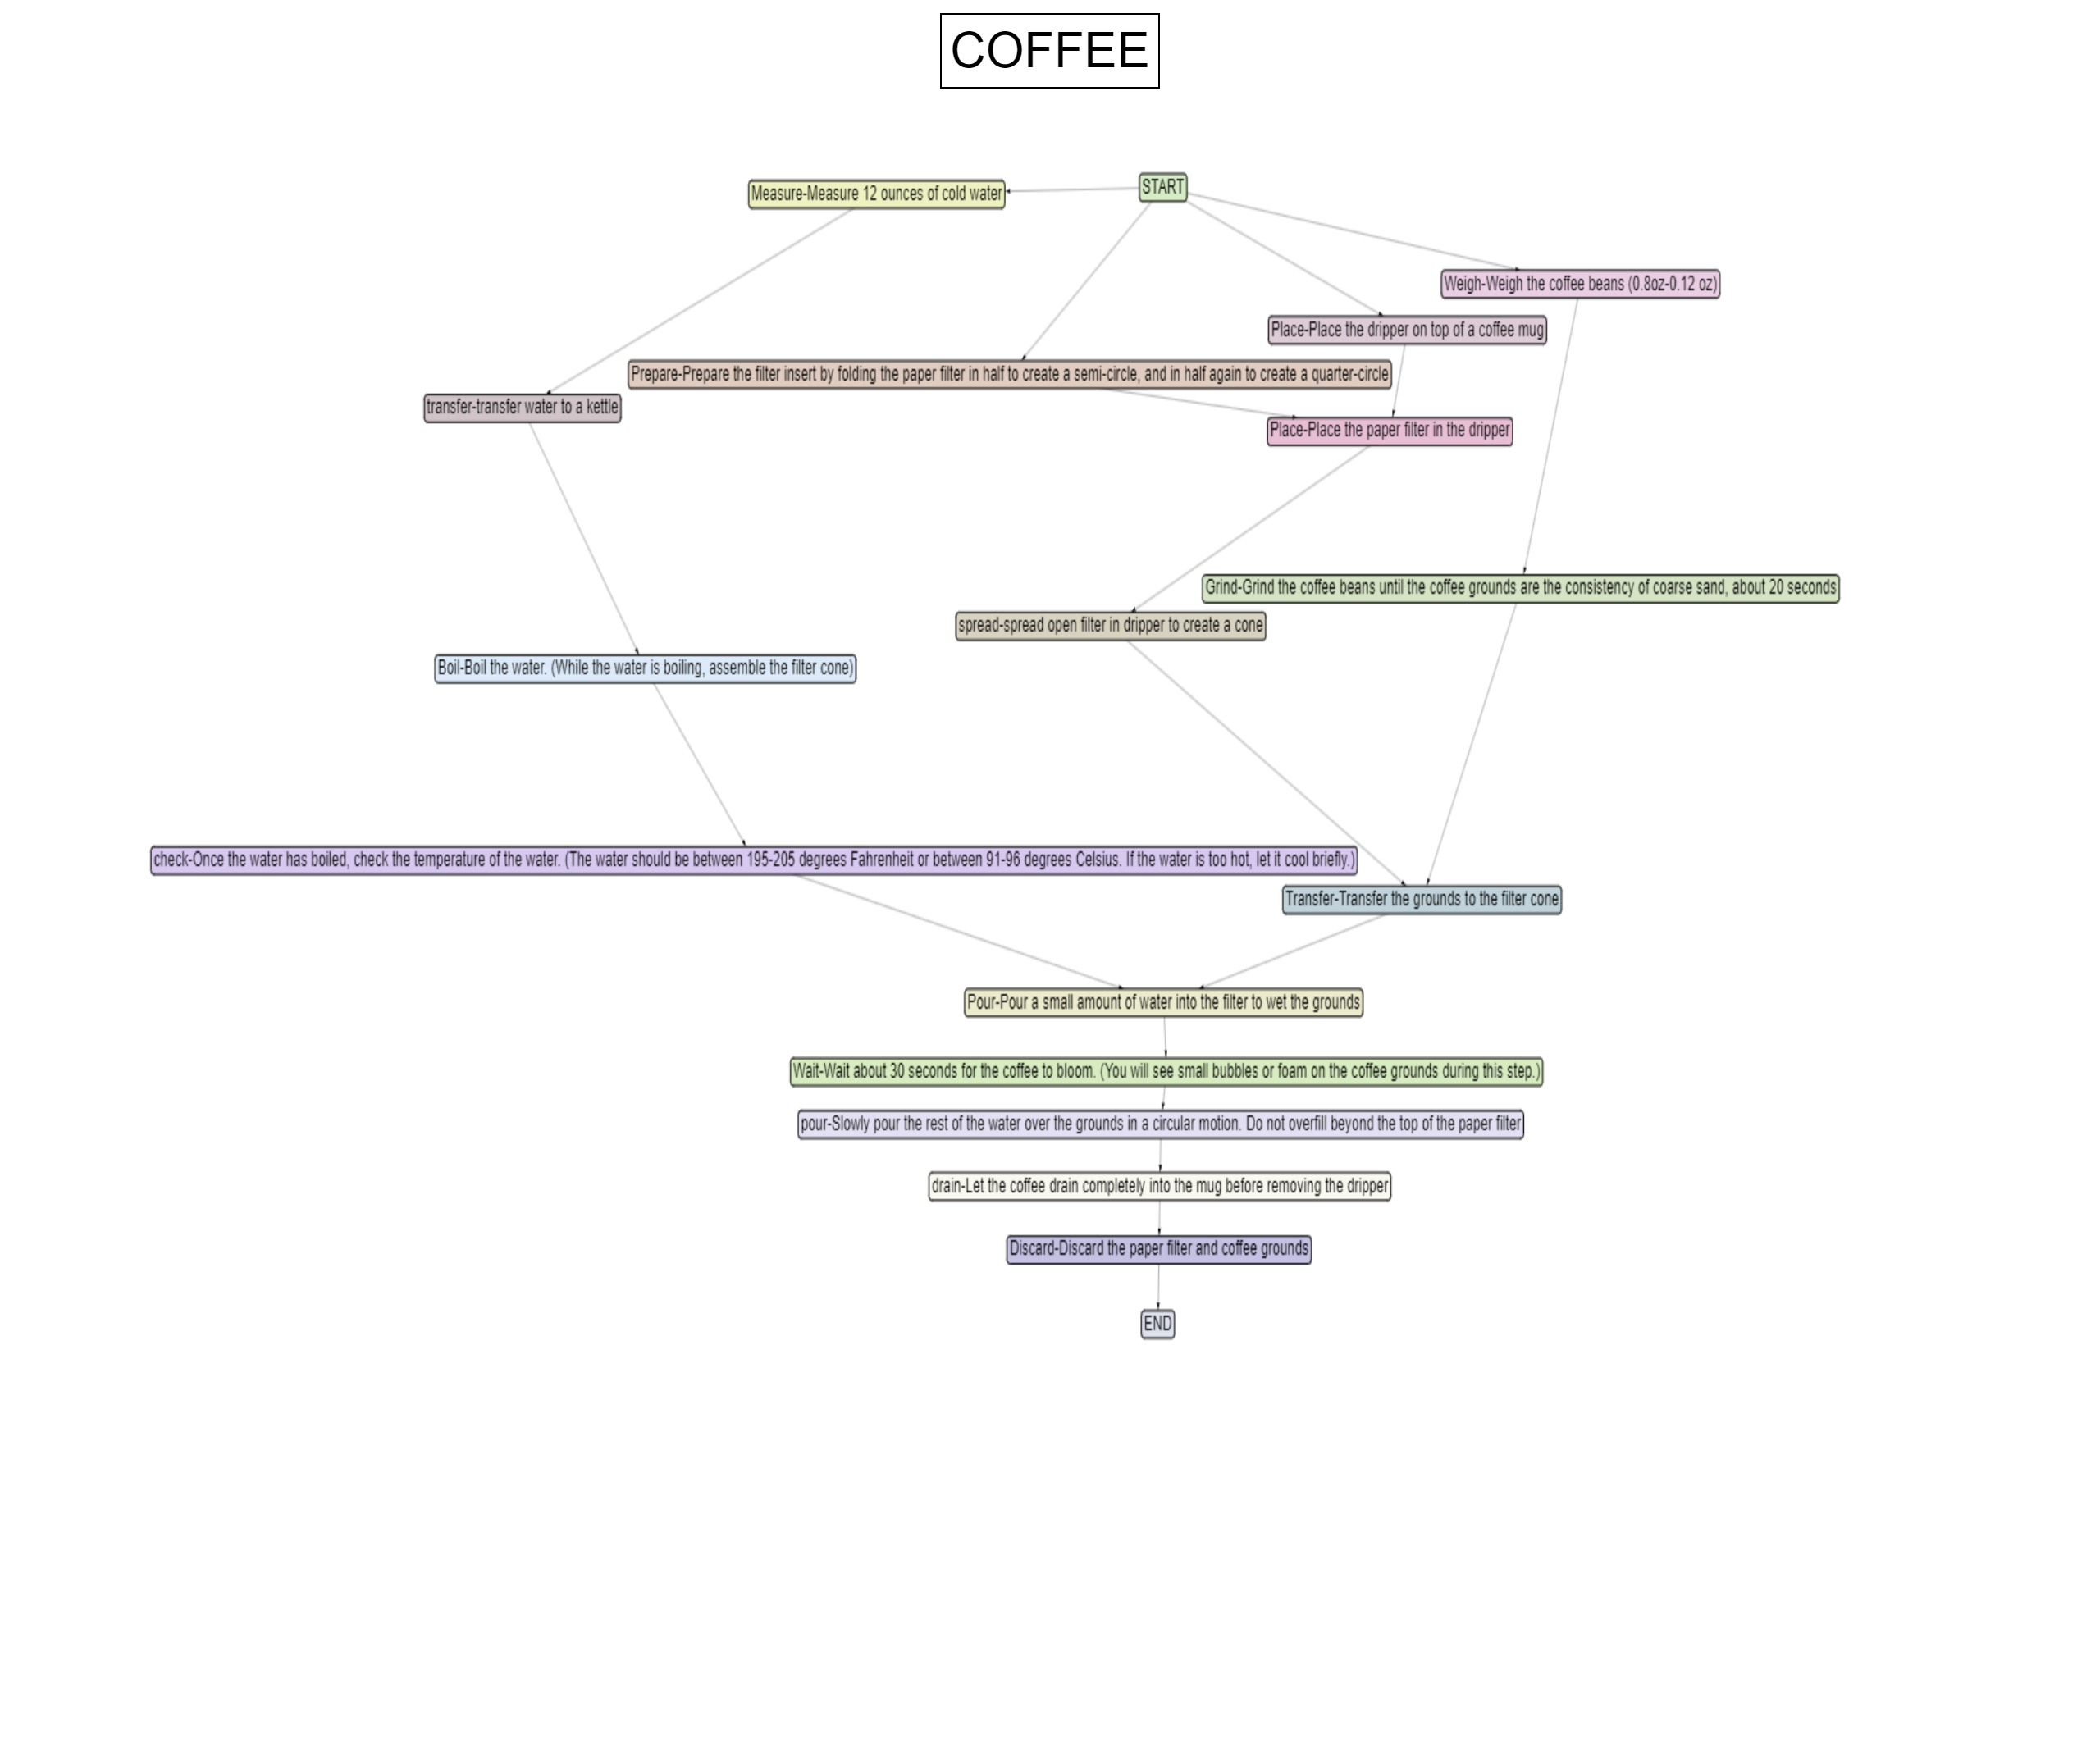 COFFEE
START
Measure-Measure 12 ounces of cold water
Weigh-Weigh the coffee beans (0.8oz-0.12 oz)
Place-Place the dripper on top of a coffee mug
Prepare-Prepare the filter insert by folding the paper filter in half to create a semi-circle, and in half again to create a quarter-circle
transfer-transfer water to a kettle
Place-Place the paper filter in the dripper
Grind-Grind the coffee beans until the coffee grounds are the consistency of coarse sand, about 20 seconds
spread-spread open filter in dripper to create a cone
Boil-Boil the water. (While the water is boiling, assemble the filter cone)
check-Once the water has boiled, check the temperature of the water. (The water should be between 195-205 degrees Fahrenheit or between 91-96 degrees Celsius. If the water is too hot, let it cool briefly.)
Transfer-Transfer the grounds to the filter cone
Pour-Pour a small amount of water into the filter to wet the grounds
Wait-Wait about 30 seconds for the coffee to bloom. (You will see small bubbles or foam on the coffee grounds during this step.)
pour-Slowly pour the rest of the water over the grounds in a circular motion. Do not overfill beyond the top of the paper filter
drain-Let the coffee drain completely into the mug before removing the dripper
Discard-Discard the paper filter and coffee grounds
END